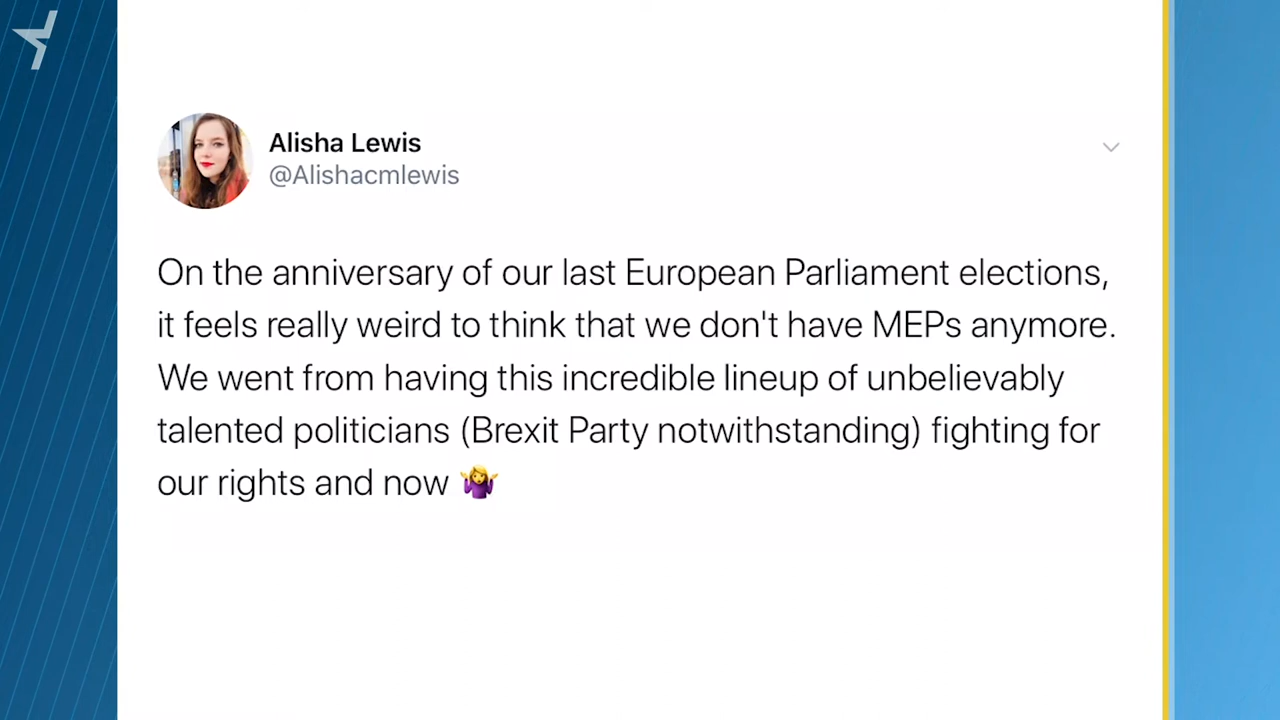 Alisha Lewis
@Alishacmlewis
On the anniversary of our last European Parliament elections,
it feels really weird to think that we don't have MEPs anymore.
We went from having this incredible lineup of unbelievably
talented politicians (Brexit Party notwithstanding) fighting for
our rights and now 🤷‍♀️